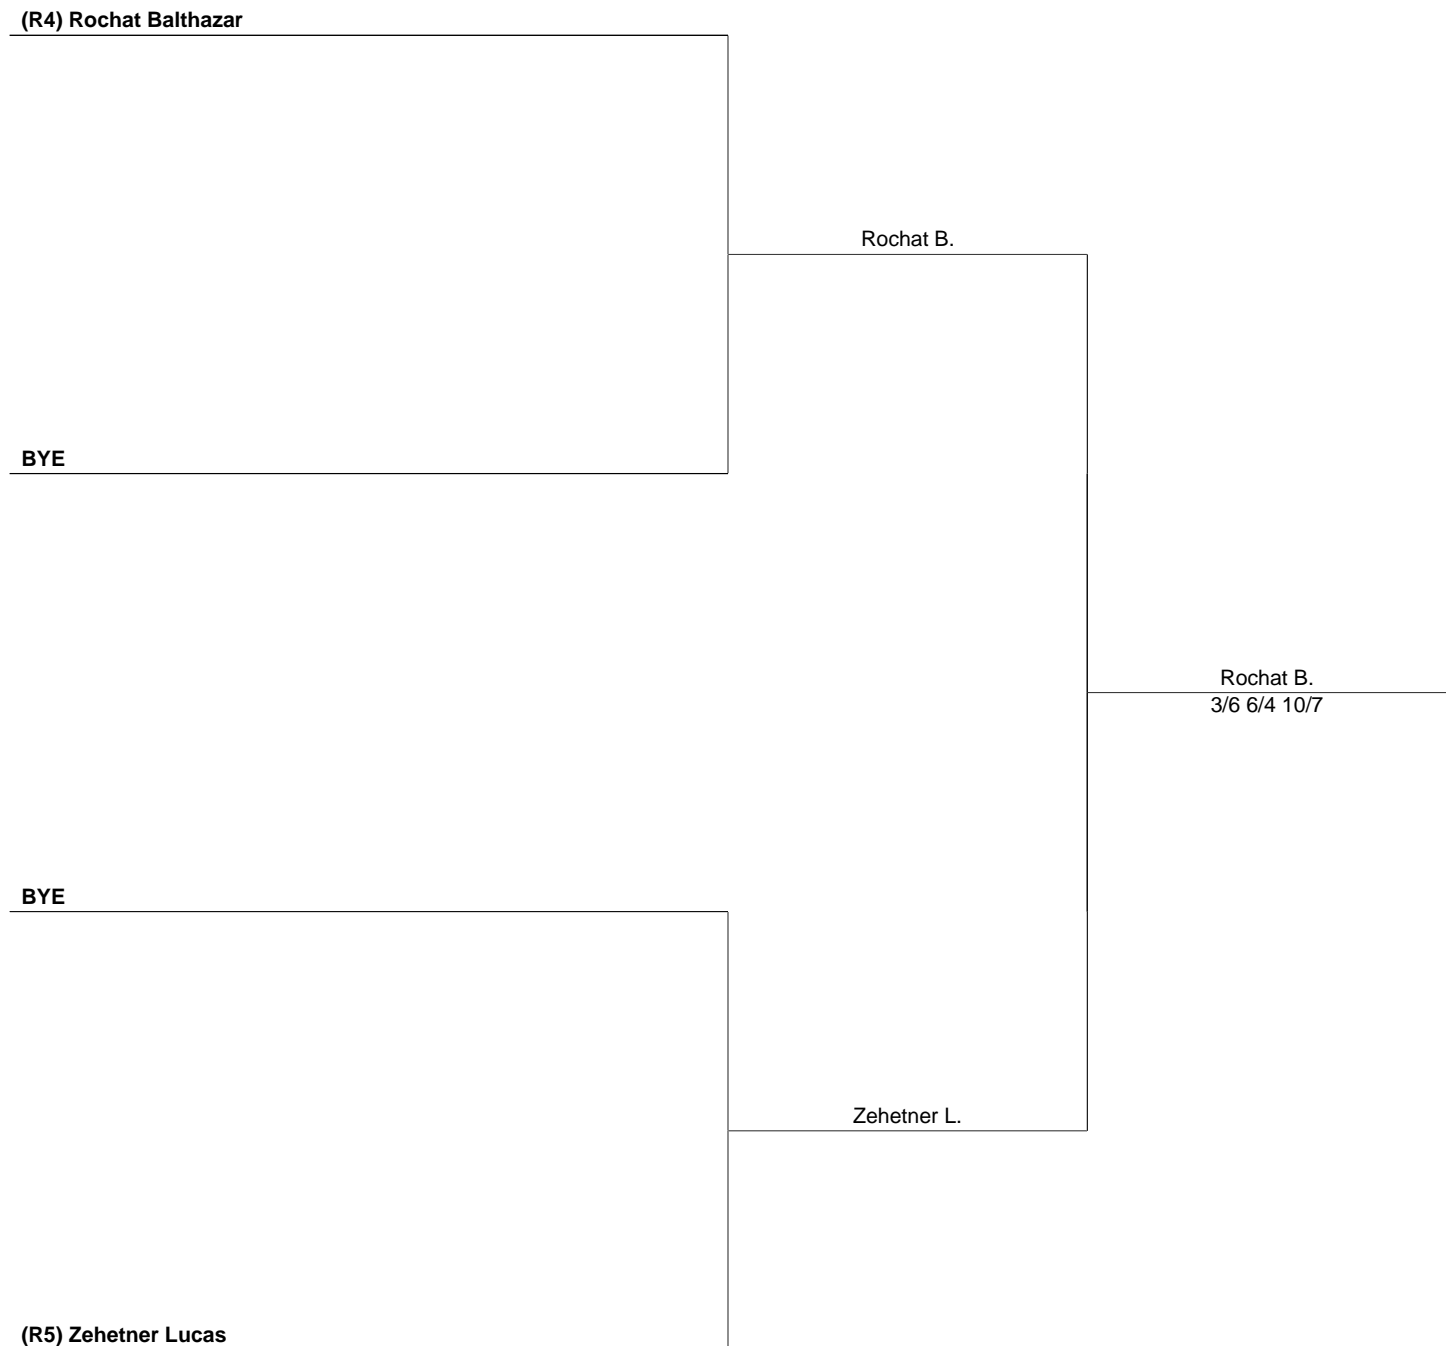 (R4) Rochat Balthazar
Rochat B.
BYE
Rochat B.
3/6 6/4 10/7
BYE
Zehetner L.
(R5) Zehetner Lucas